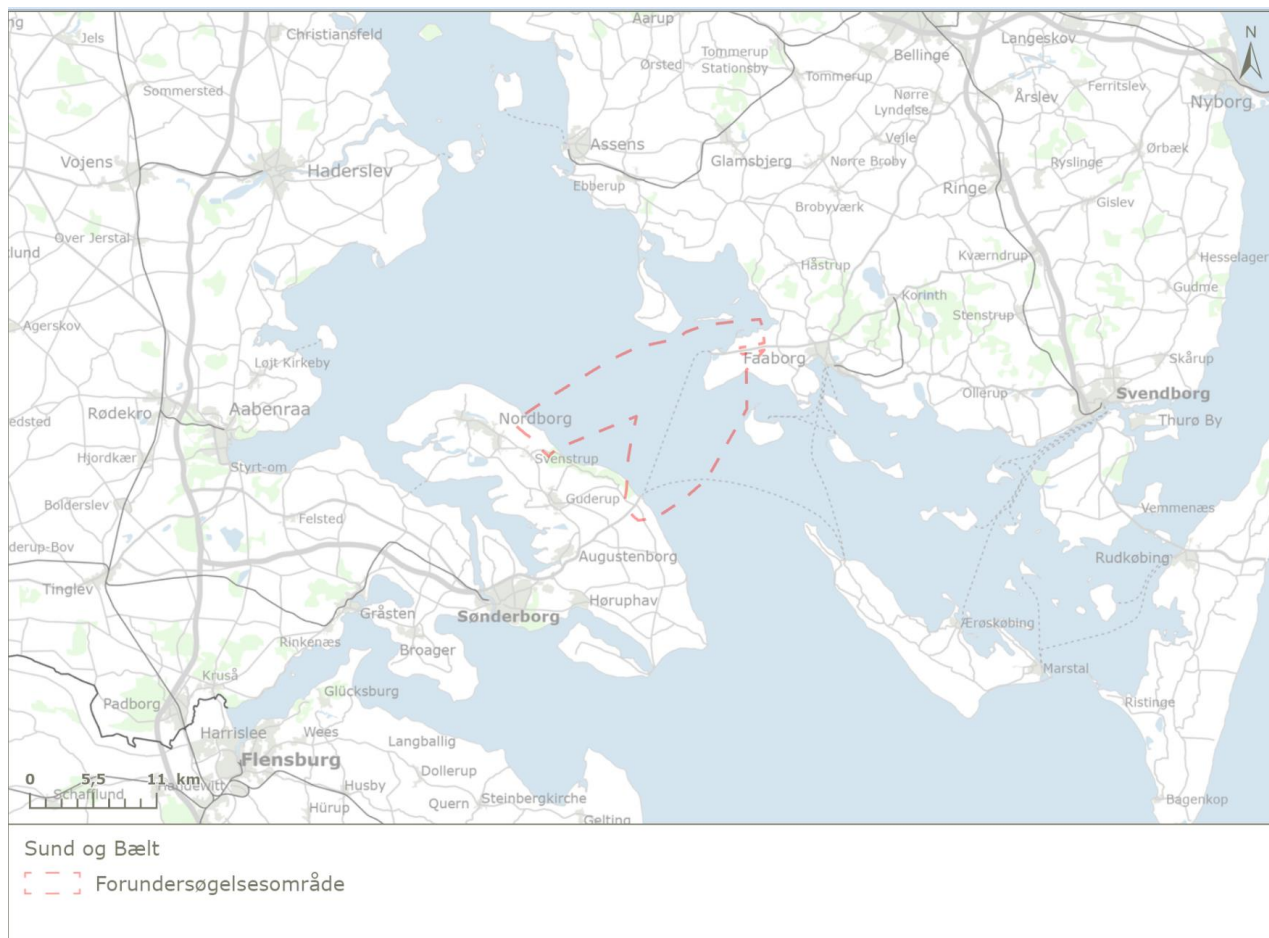 Aarup
Christiansfeld
Jels
Bellinge
Langeskov
N
Ørsted
Tommerup
Stationsby
Tommerup
Sommersted
Nørre
Lyndelse
Årslev
Ferritslev
Nyborg
Vojens
Haderslev
Assens
Glamsbjerg
Nørre Broby
Vejle
Ryslinge
Ørbæk
Ebberup
Ringe
Brobyværk
Gislev
Over Jerstal
Håstrup
Kværndrup
Hesselager
Gudme
Korinth
Stenstrup
Agerskov
Løjt Kirkeby
Faaborg
Skårup
Ollerup
Svendborg
Rødekro
Aabenraa
Nordborg
Thurø By
Hjordkær
Styrt-om
Svenstrup
Bolderslev
Felsted
Guderup
Vemmenæs
derup-Bov
Augustenborg
Rudkøbing
Tinglev
Gråsten
Sønderborg
Høruphav
Ærøskøbing
Rinkenæs
Broager
Kruså
Marstal
Padborg
Glücksburg
Ristinge
Harrislee
Wees
Langballig
Flensburg
Dollerup
0 5,5 11 km
Schafflund
Handewitt
Husby
Hürup
Quern
Steinbergkirche
Gelting
Bagenkop
Sund og Bælt
Forundersøgelsesområde